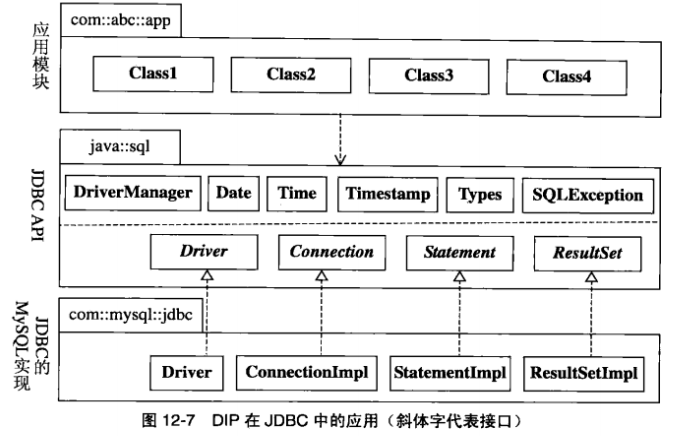 com::abc::app
应用模块
Class1 Class2 Class3 Class4
java::sql
JDBC API
DriverManager Date Time Timestamp Types SQLException
Driver Connection Statement ResultSet
com::mysql::jdbc
JDBC的
MySQL实现
Driver ConnectionImpl StatementImpl ResultSetImpl
图 12-7 DIP 在 JDBC 中的应用（斜体字代表接口）